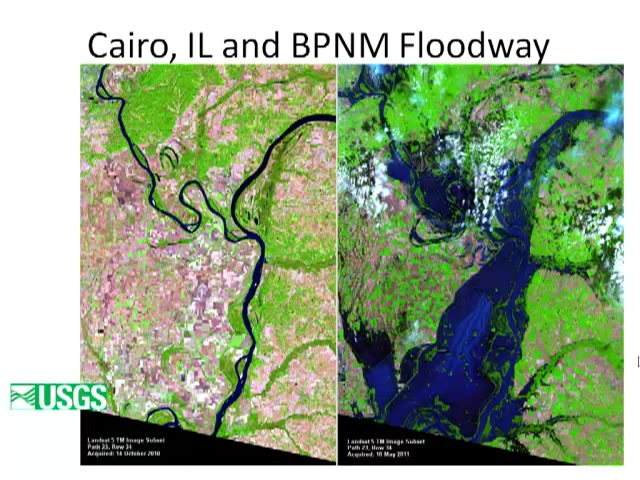 Cairo, IL and BPNM Floodway
USGS
Landsat 5 TM Image Subset
Path 23, Row 34
Acquired: 14 October 2010
Landsat 5 TM Image Subset
Path 23, Row 34
Acquired: 10 May 2011